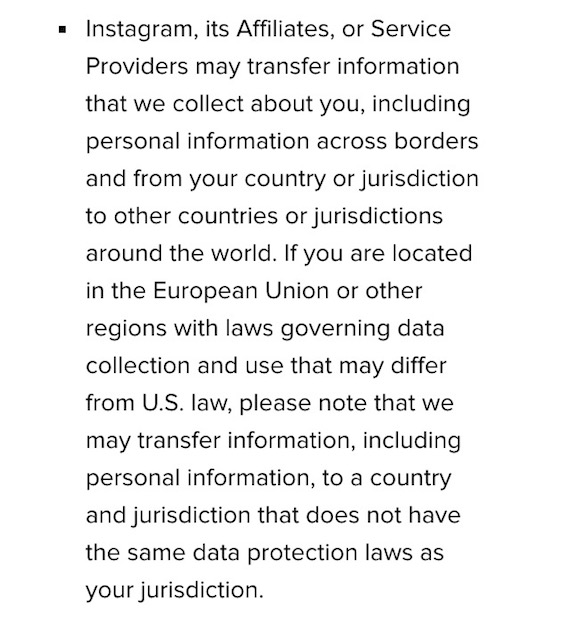 ▪ Instagram, its Affiliates, or Service
Providers may transfer information
that we collect about you, including
personal information across borders
and from your country or jurisdiction
to other countries or jurisdictions
around the world. If you are located
in the European Union or other
regions with laws governing data
collection and use that may differ
from U.S. law, please note that we
may transfer information, including
personal information, to a country
and jurisdiction that does not have
the same data protection laws as
your jurisdiction.